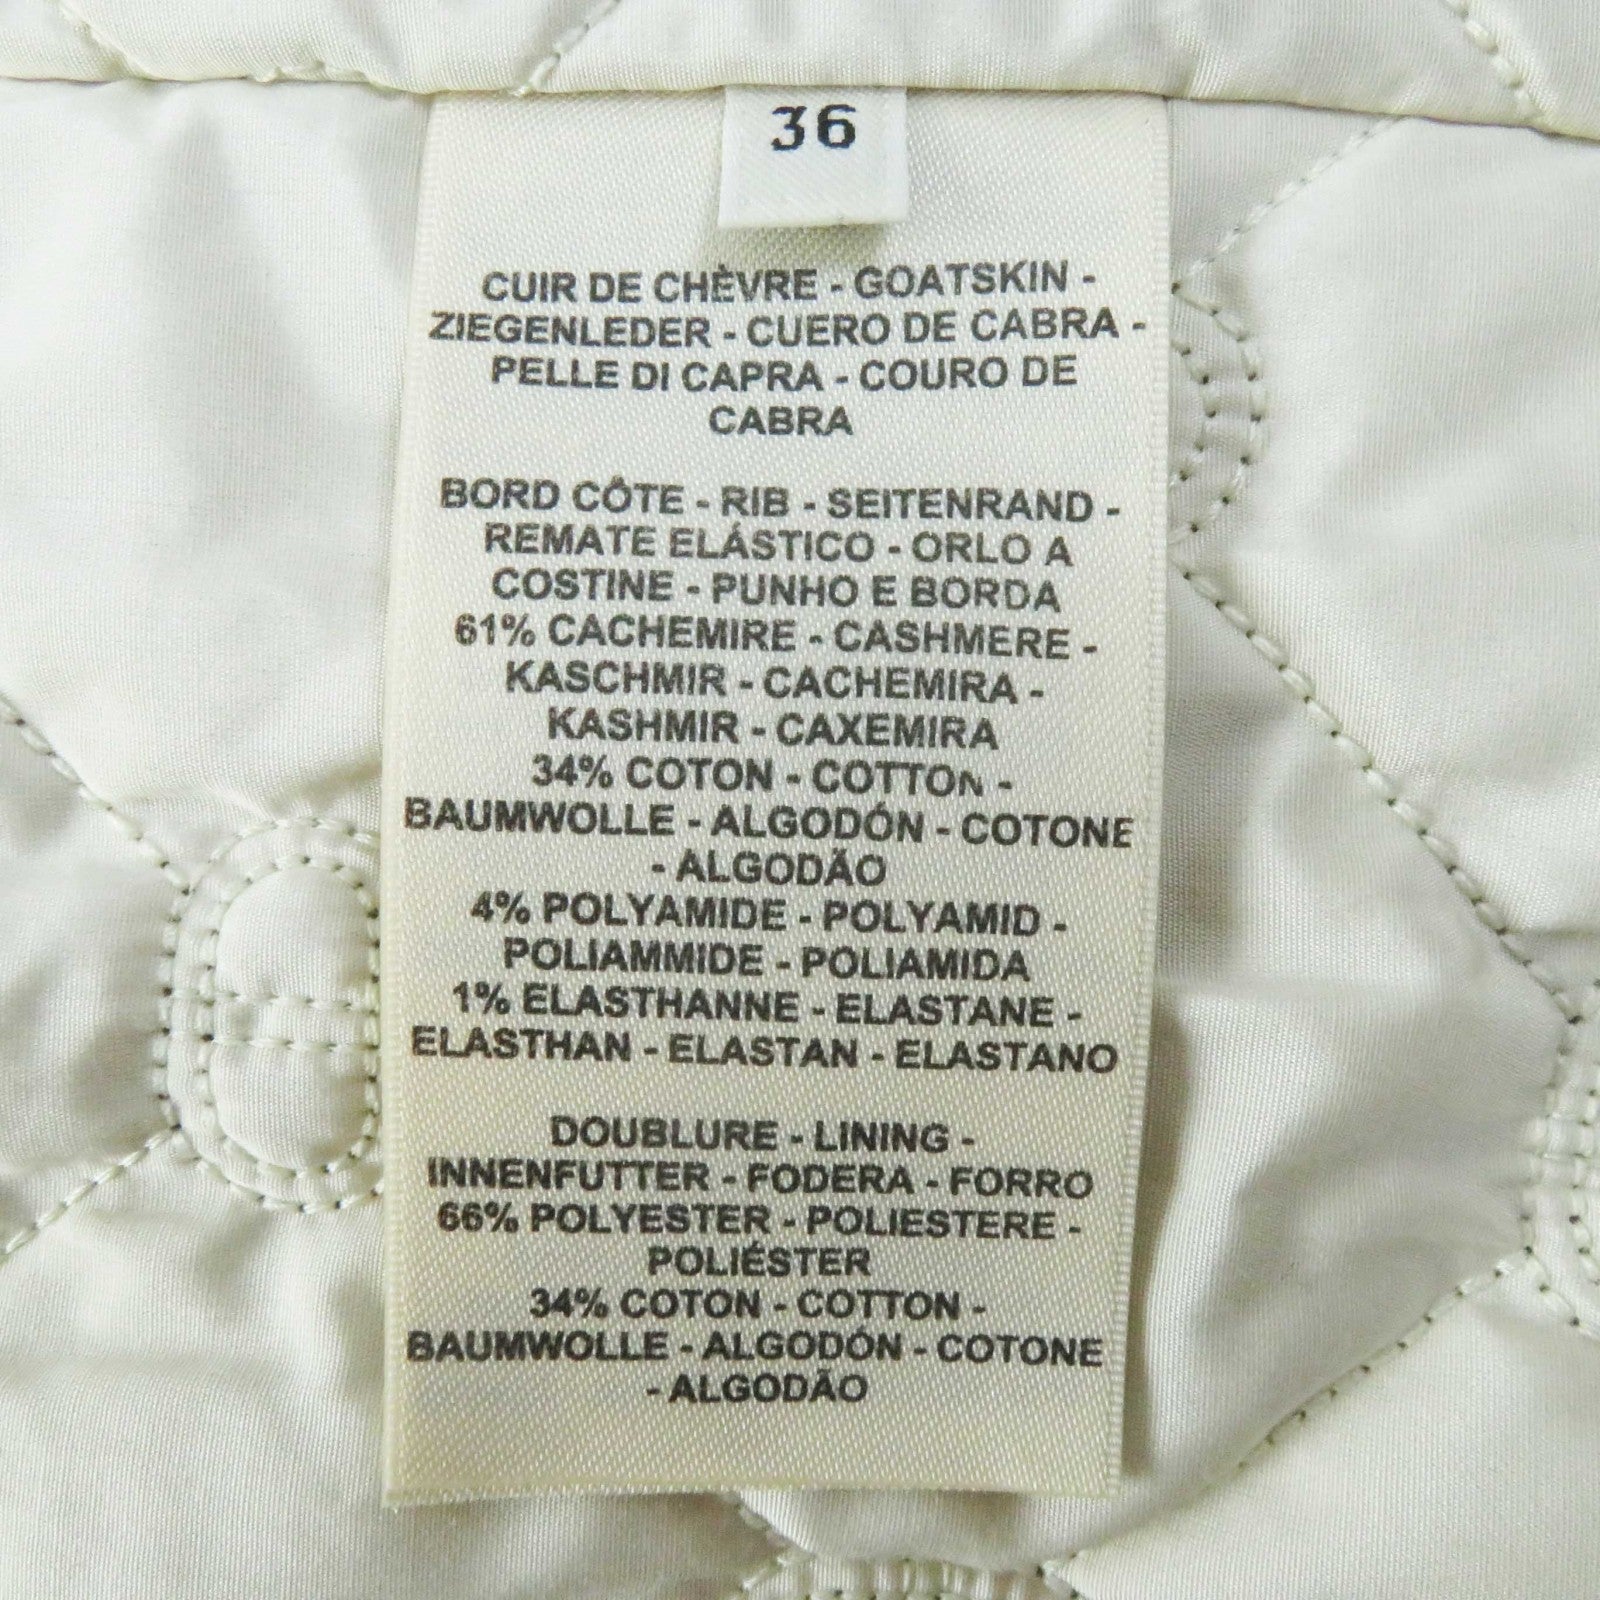 36
CUIR DE CHÈVRE - GOATSKIN -
ZIEGENLEDER - CUERO DE CABRA -
PELLE DI CAPRA - COURO DE
CABRA
BORD CÔTE - RIB - SEITENRAND -
REMATE ELÁSTICO - ORLO A
COSTINE - PUNHO E BORDA
61% CACHEMIRE - CASHMERE -
KASCHMIR - CACHEMIRA -
KASHMIR - CAXEMIRA
34% COTON - COTTON -
BAUMWOLLE - ALGODÓN - COTONE
- ALGODÃO
4% POLYAMIDE - POLYAMID -
POLIAMMIDE - POLIAMIDA
1% ELASTHANNE - ELASTANE -
ELASTHAN - ELASTAN - ELASTANO
DOUBLURE - LINING -
INNENFUTTER - FODERA - FORRO
66% POLYESTER - POLIESTERE -
POLIÉSTER
34% COTON - COTTON -
BAUMWOLLE - ALGODÓN - COTONE
- ALGODÃO